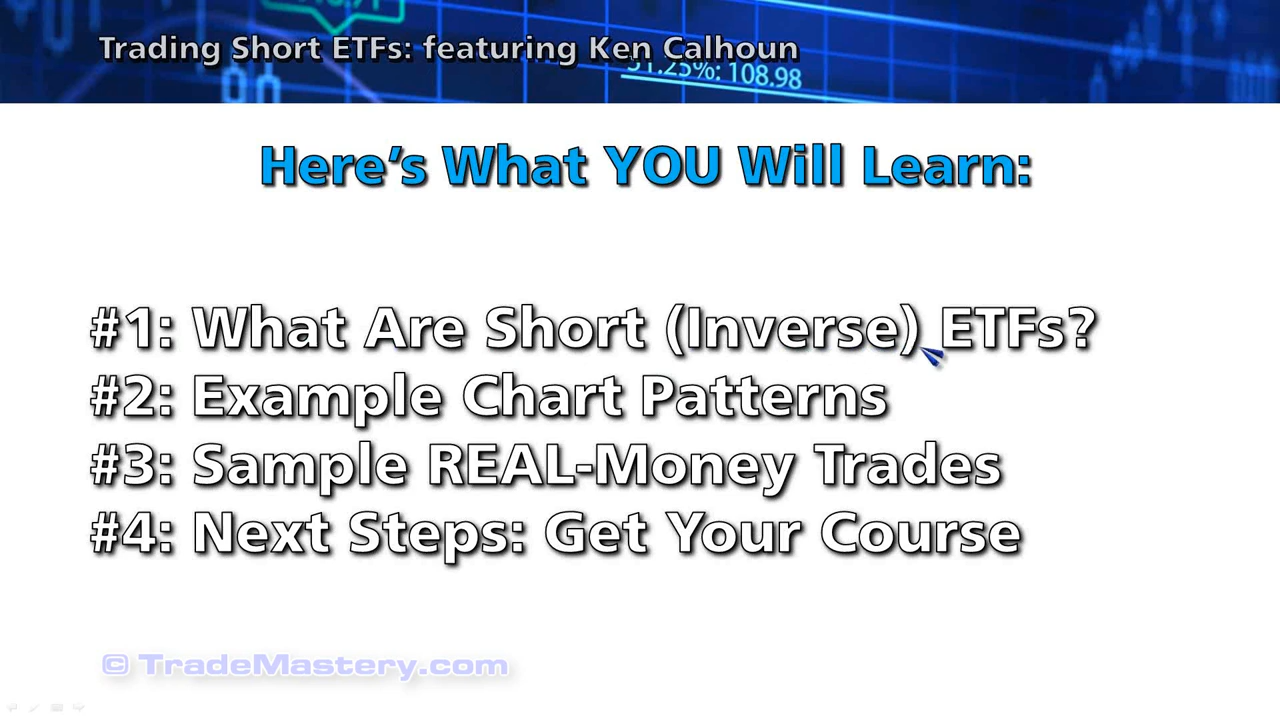 Trading Short ETFs: featuring Ken Calhoun
51.25%: 108.98
Here's What YOU Will Learn:
#1: What Are Short (Inverse) ETFs?
#2: Example Chart Patterns
#3: Sample REAL-Money Trades
#4: Next Steps: Get Your Course
© TradeMastery.com